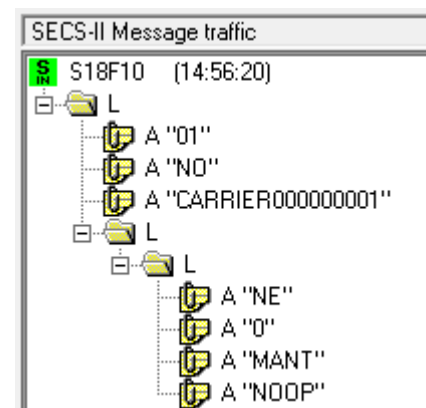 SECS-II Message traffic
S IN S18F10 (14:56:20)
L
A "01"
A "NO"
A "CARRIER000000001"
L
L
A "NE"
A "0"
A "MANT"
A "NOOP"